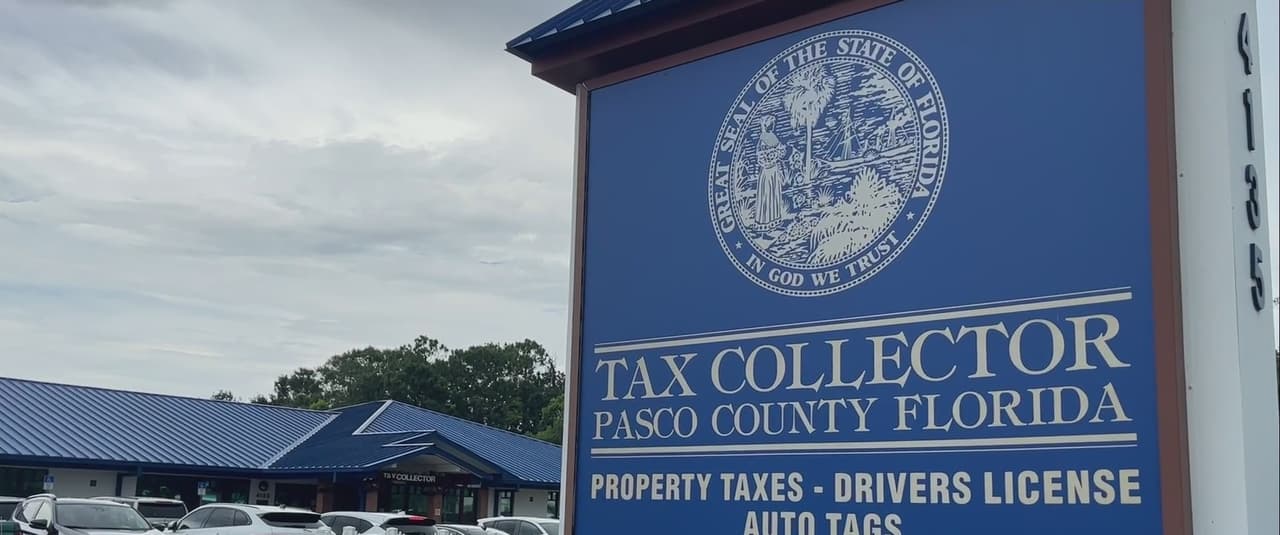 GREAT SEAL OF THE STATE OF FLORIDA
IN GOD WE TRUST
TAX COLLECTOR
PASCO COUNTY FLORIDA
PROPERTY TAXES - DRIVERS LICENSE
AUTO TAGS
4135
TAX COLLECTOR